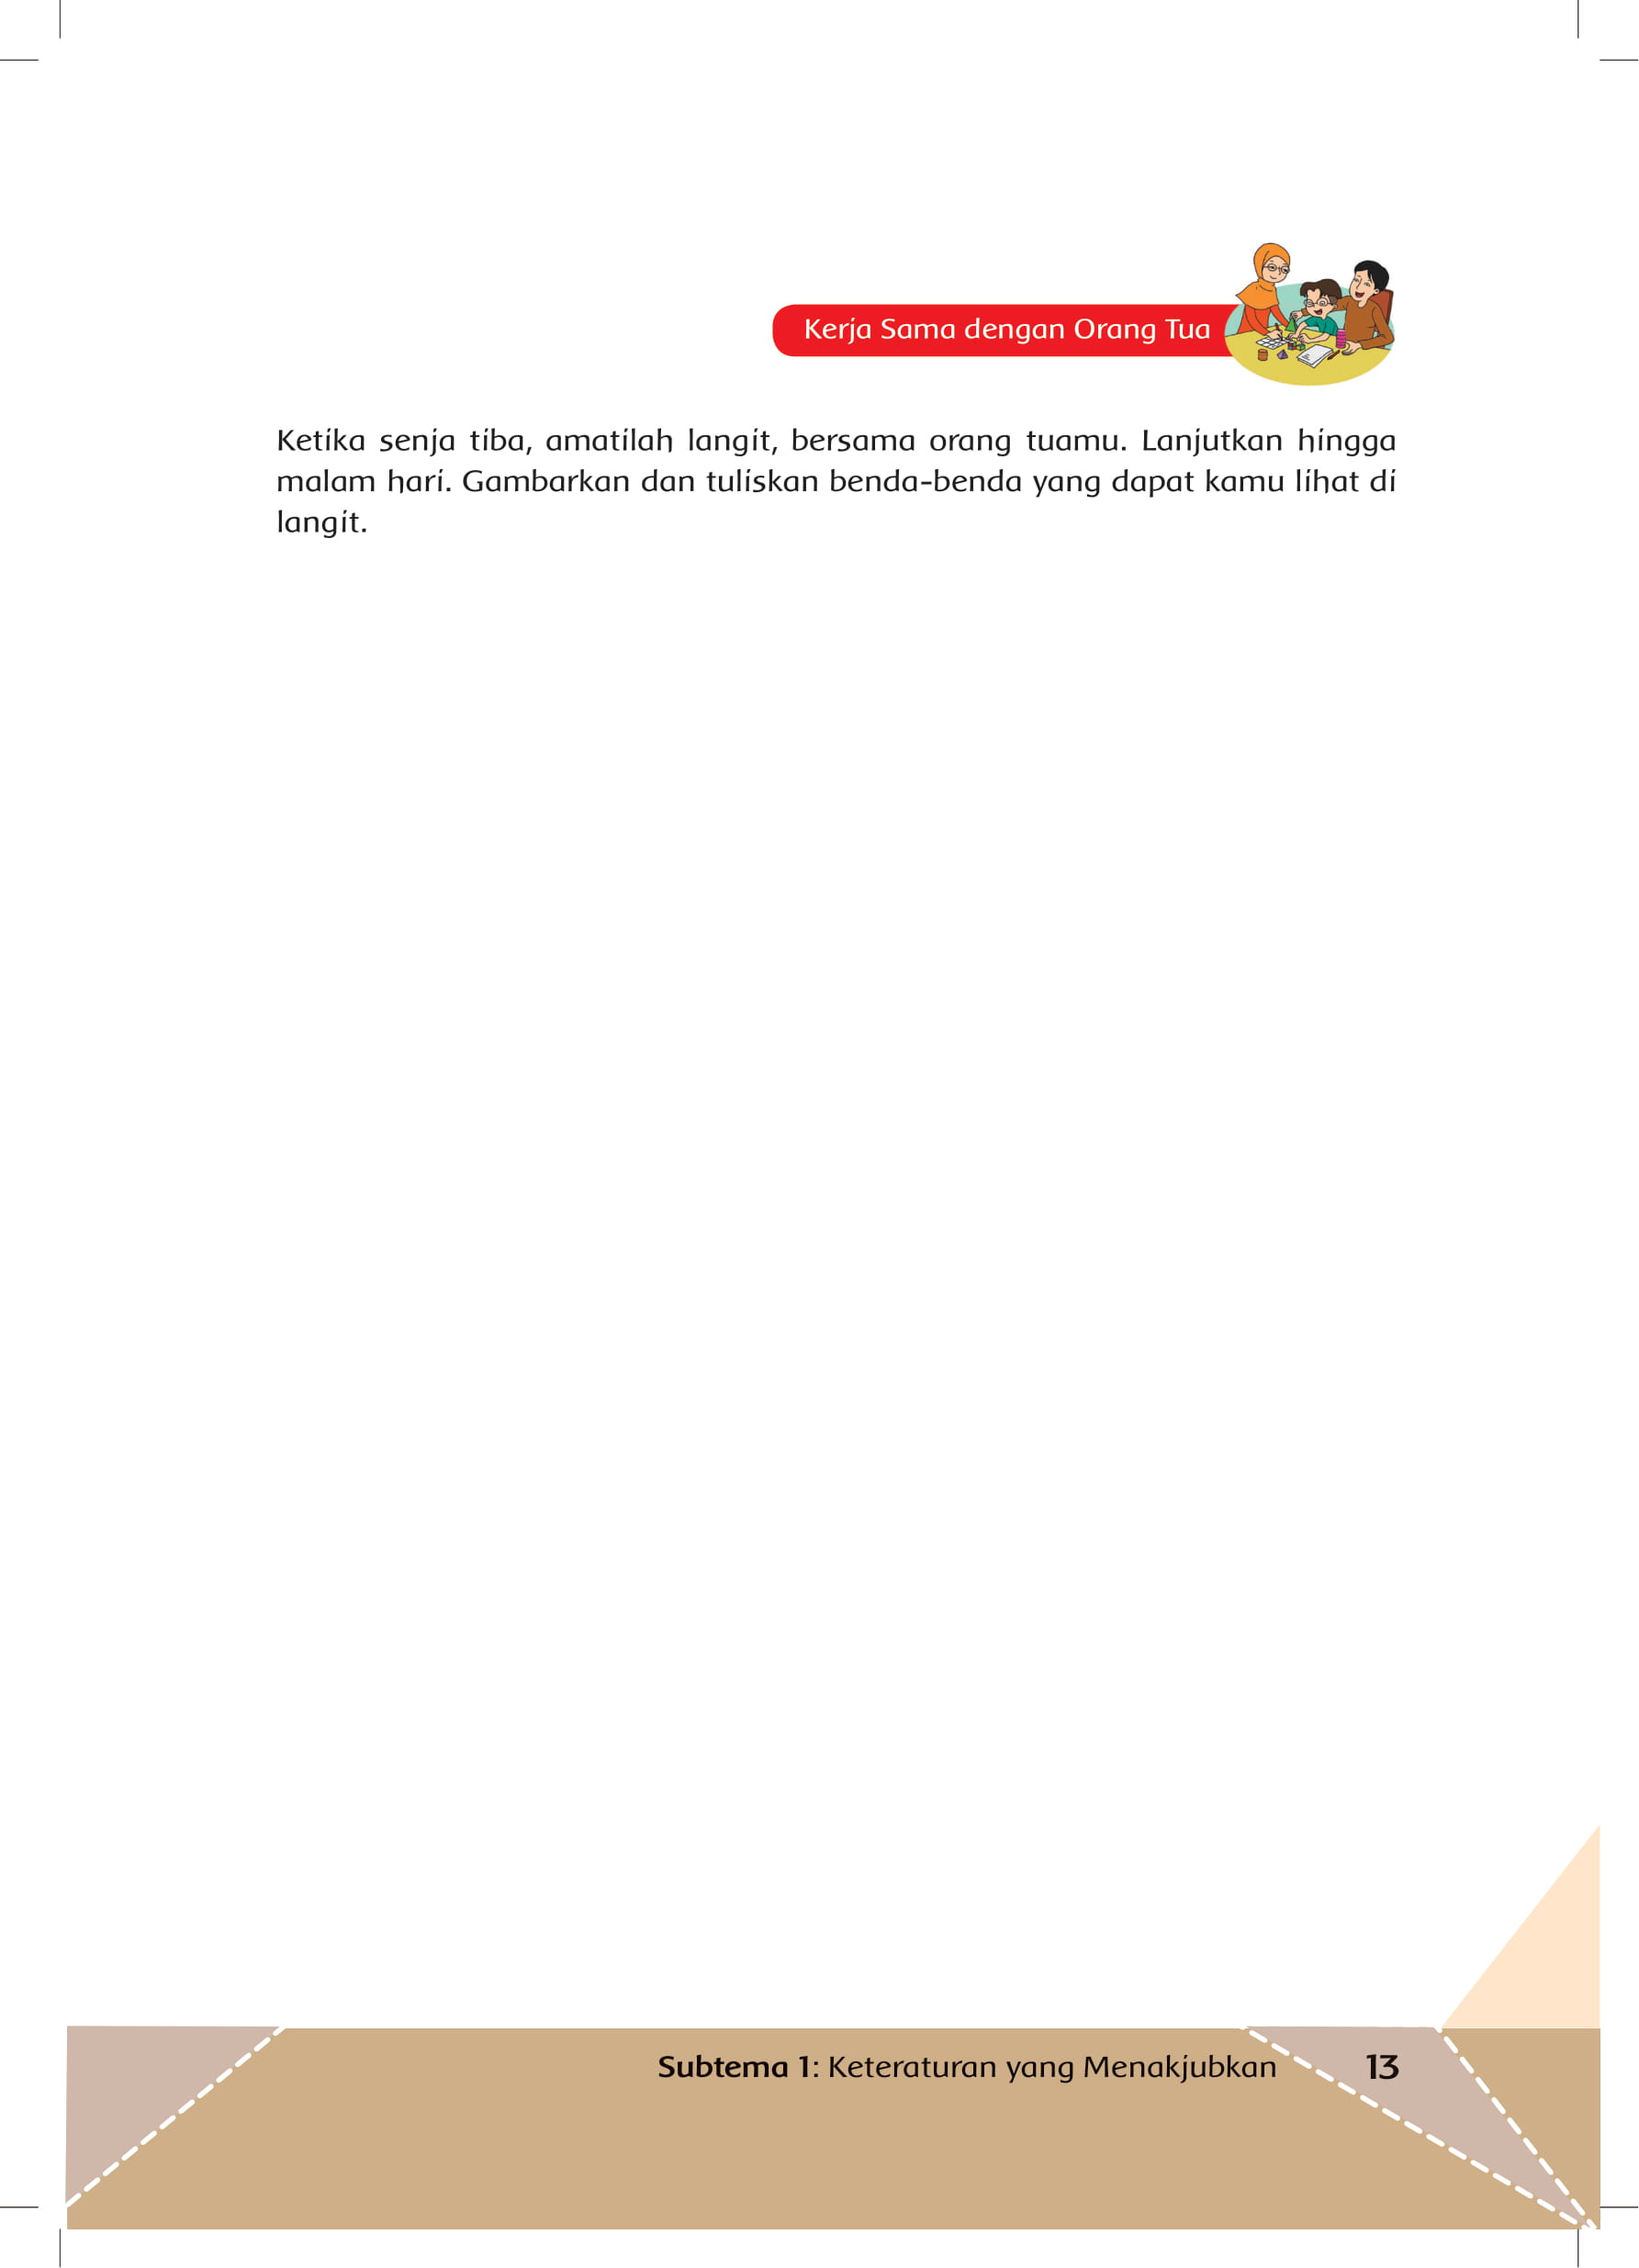 Kerja Sama dengan Orang Tua
Ketika senja tiba, amatilah langit, bersama orang tuamu. Lanjutkan hingga
malam hari. Gambarkan dan tuliskan benda-benda yang dapat kamu lihat di
langit.
Subtema 1: Keteraturan yang Menakjubkan 13